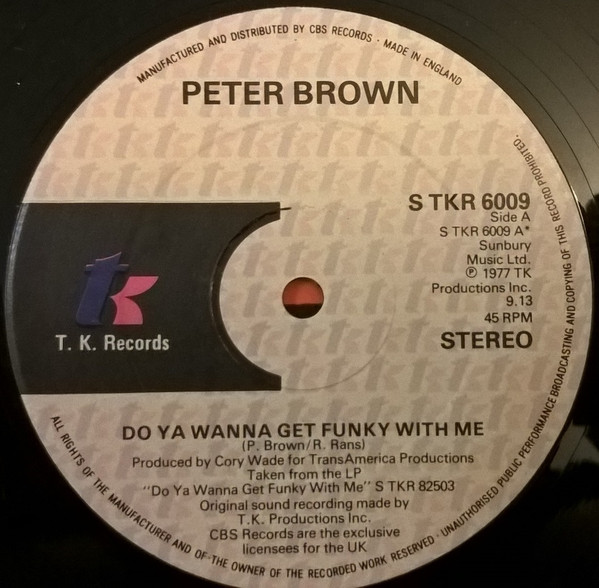 MANUFACTURED AND DISTRIBUTED BY CBS RECORDS · MADE IN ENGLAND
PETER BROWN
S TKR 6009
Side A
S TKR 6009 A*
Sunbury
Music Ltd.
℗ 1977 TK
Productions Inc.
9.13
45 RPM
STEREO
tk
T. K. Records
DO YA WANNA GET FUNKY WITH ME
(P. Brown/R. Rans)
Produced by Cory Wade for TransAmerica Productions
Taken from the LP
"Do Ya Wanna Get Funky With Me" S TKR 82503
Original sound recording made by
T.K. Productions Inc.
CBS Records are the exclusive
licensees for the UK
ALL RIGHTS OF THE MANUFACTURER AND OF THE OWNER OF THE RECORDED WORK RESERVED · UNAUTHORISED PUBLIC PERFORMANCE BROADCASTING AND COPYING OF THIS RECORD PROHIBITED.